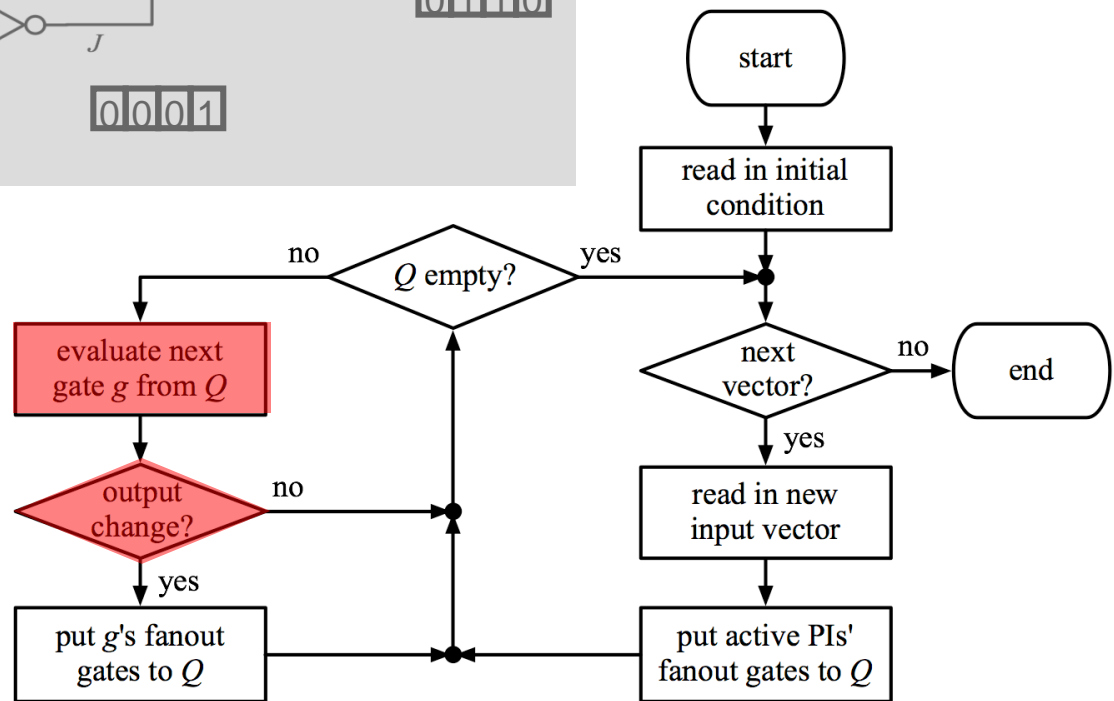 J
0110
0001
start
read in initial
condition
no
Q empty?
yes
evaluate next
gate g from Q
next
vector?
no
end
yes
output
change?
no
read in new
input vector
yes
put g's fanout
gates to Q
put active PIs'
fanout gates to Q